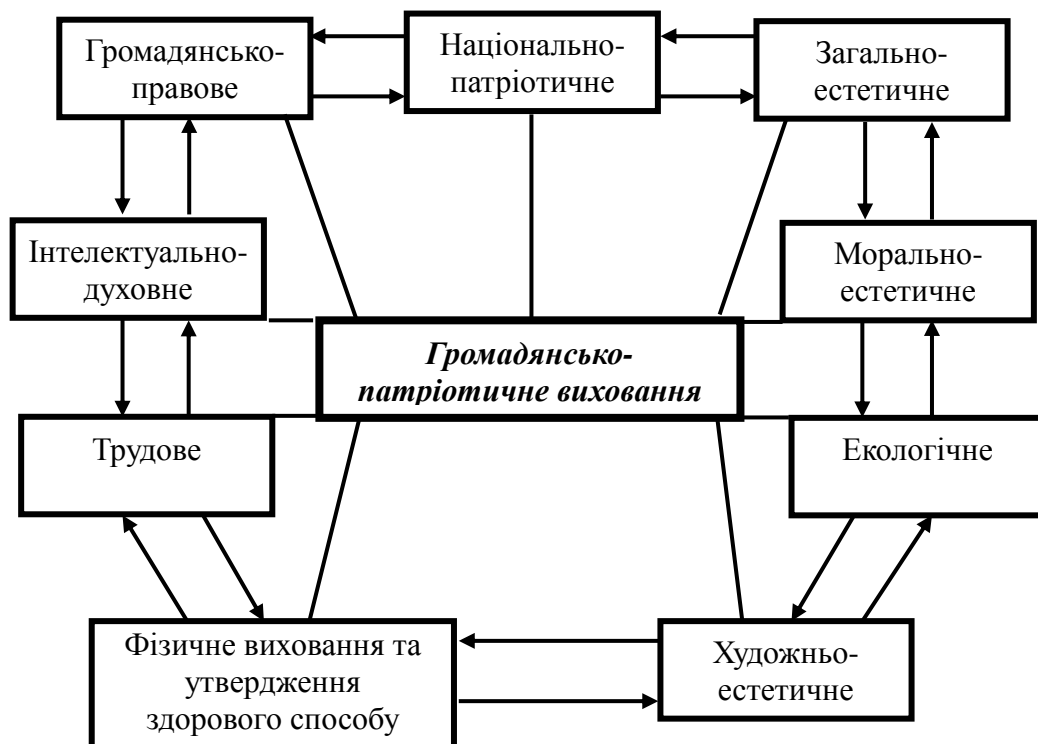 Громадянсько-
правове
Національно-
патріотичне
Загально-
естетичне
Інтелектуально-
духовне
Морально-
естетичне
Громадянсько-
патріотичне виховання
Трудове
Екологічне
Фізичне виховання та
утвердження
здорового способу
Художньо-
естетичне